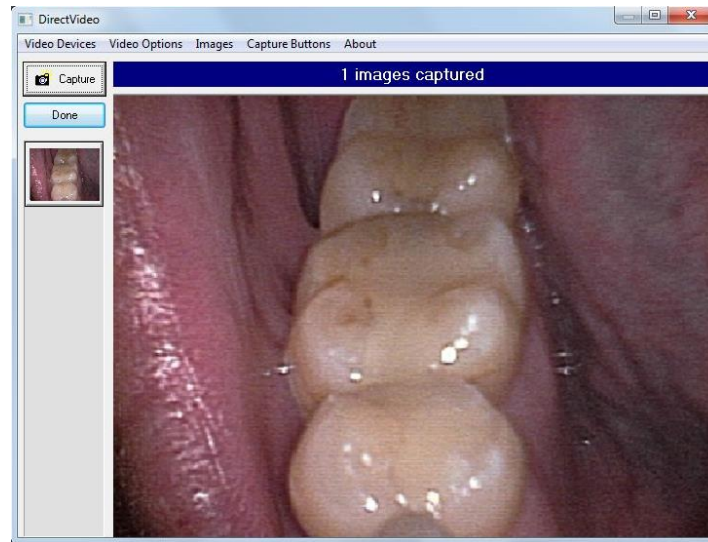 DirectVideo
Video Devices Video Options Images Capture Buttons About
Capture
1 images captured
Done